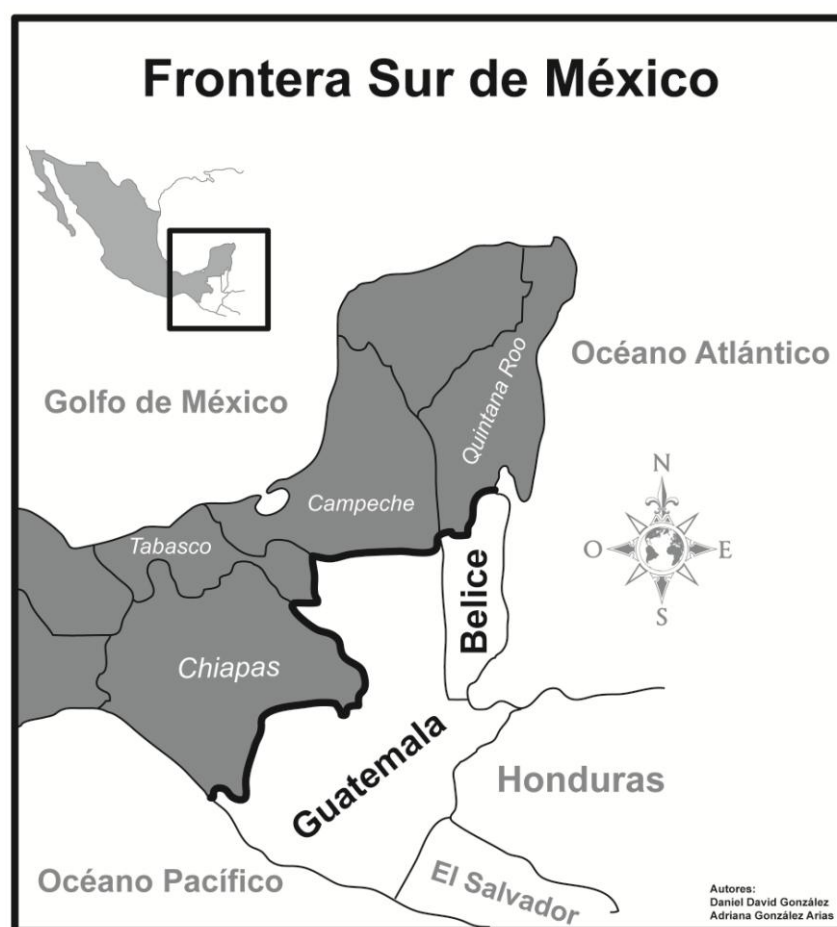 Frontera Sur de México
Golfo de México
Océano Atlántico
Quintana Roo
Campeche
Tabasco
Chiapas
Belice
Guatemala
Honduras
El Salvador
Océano Pacífico
N
O
E
S
Autores:
Daniel David González
Adriana González Arias